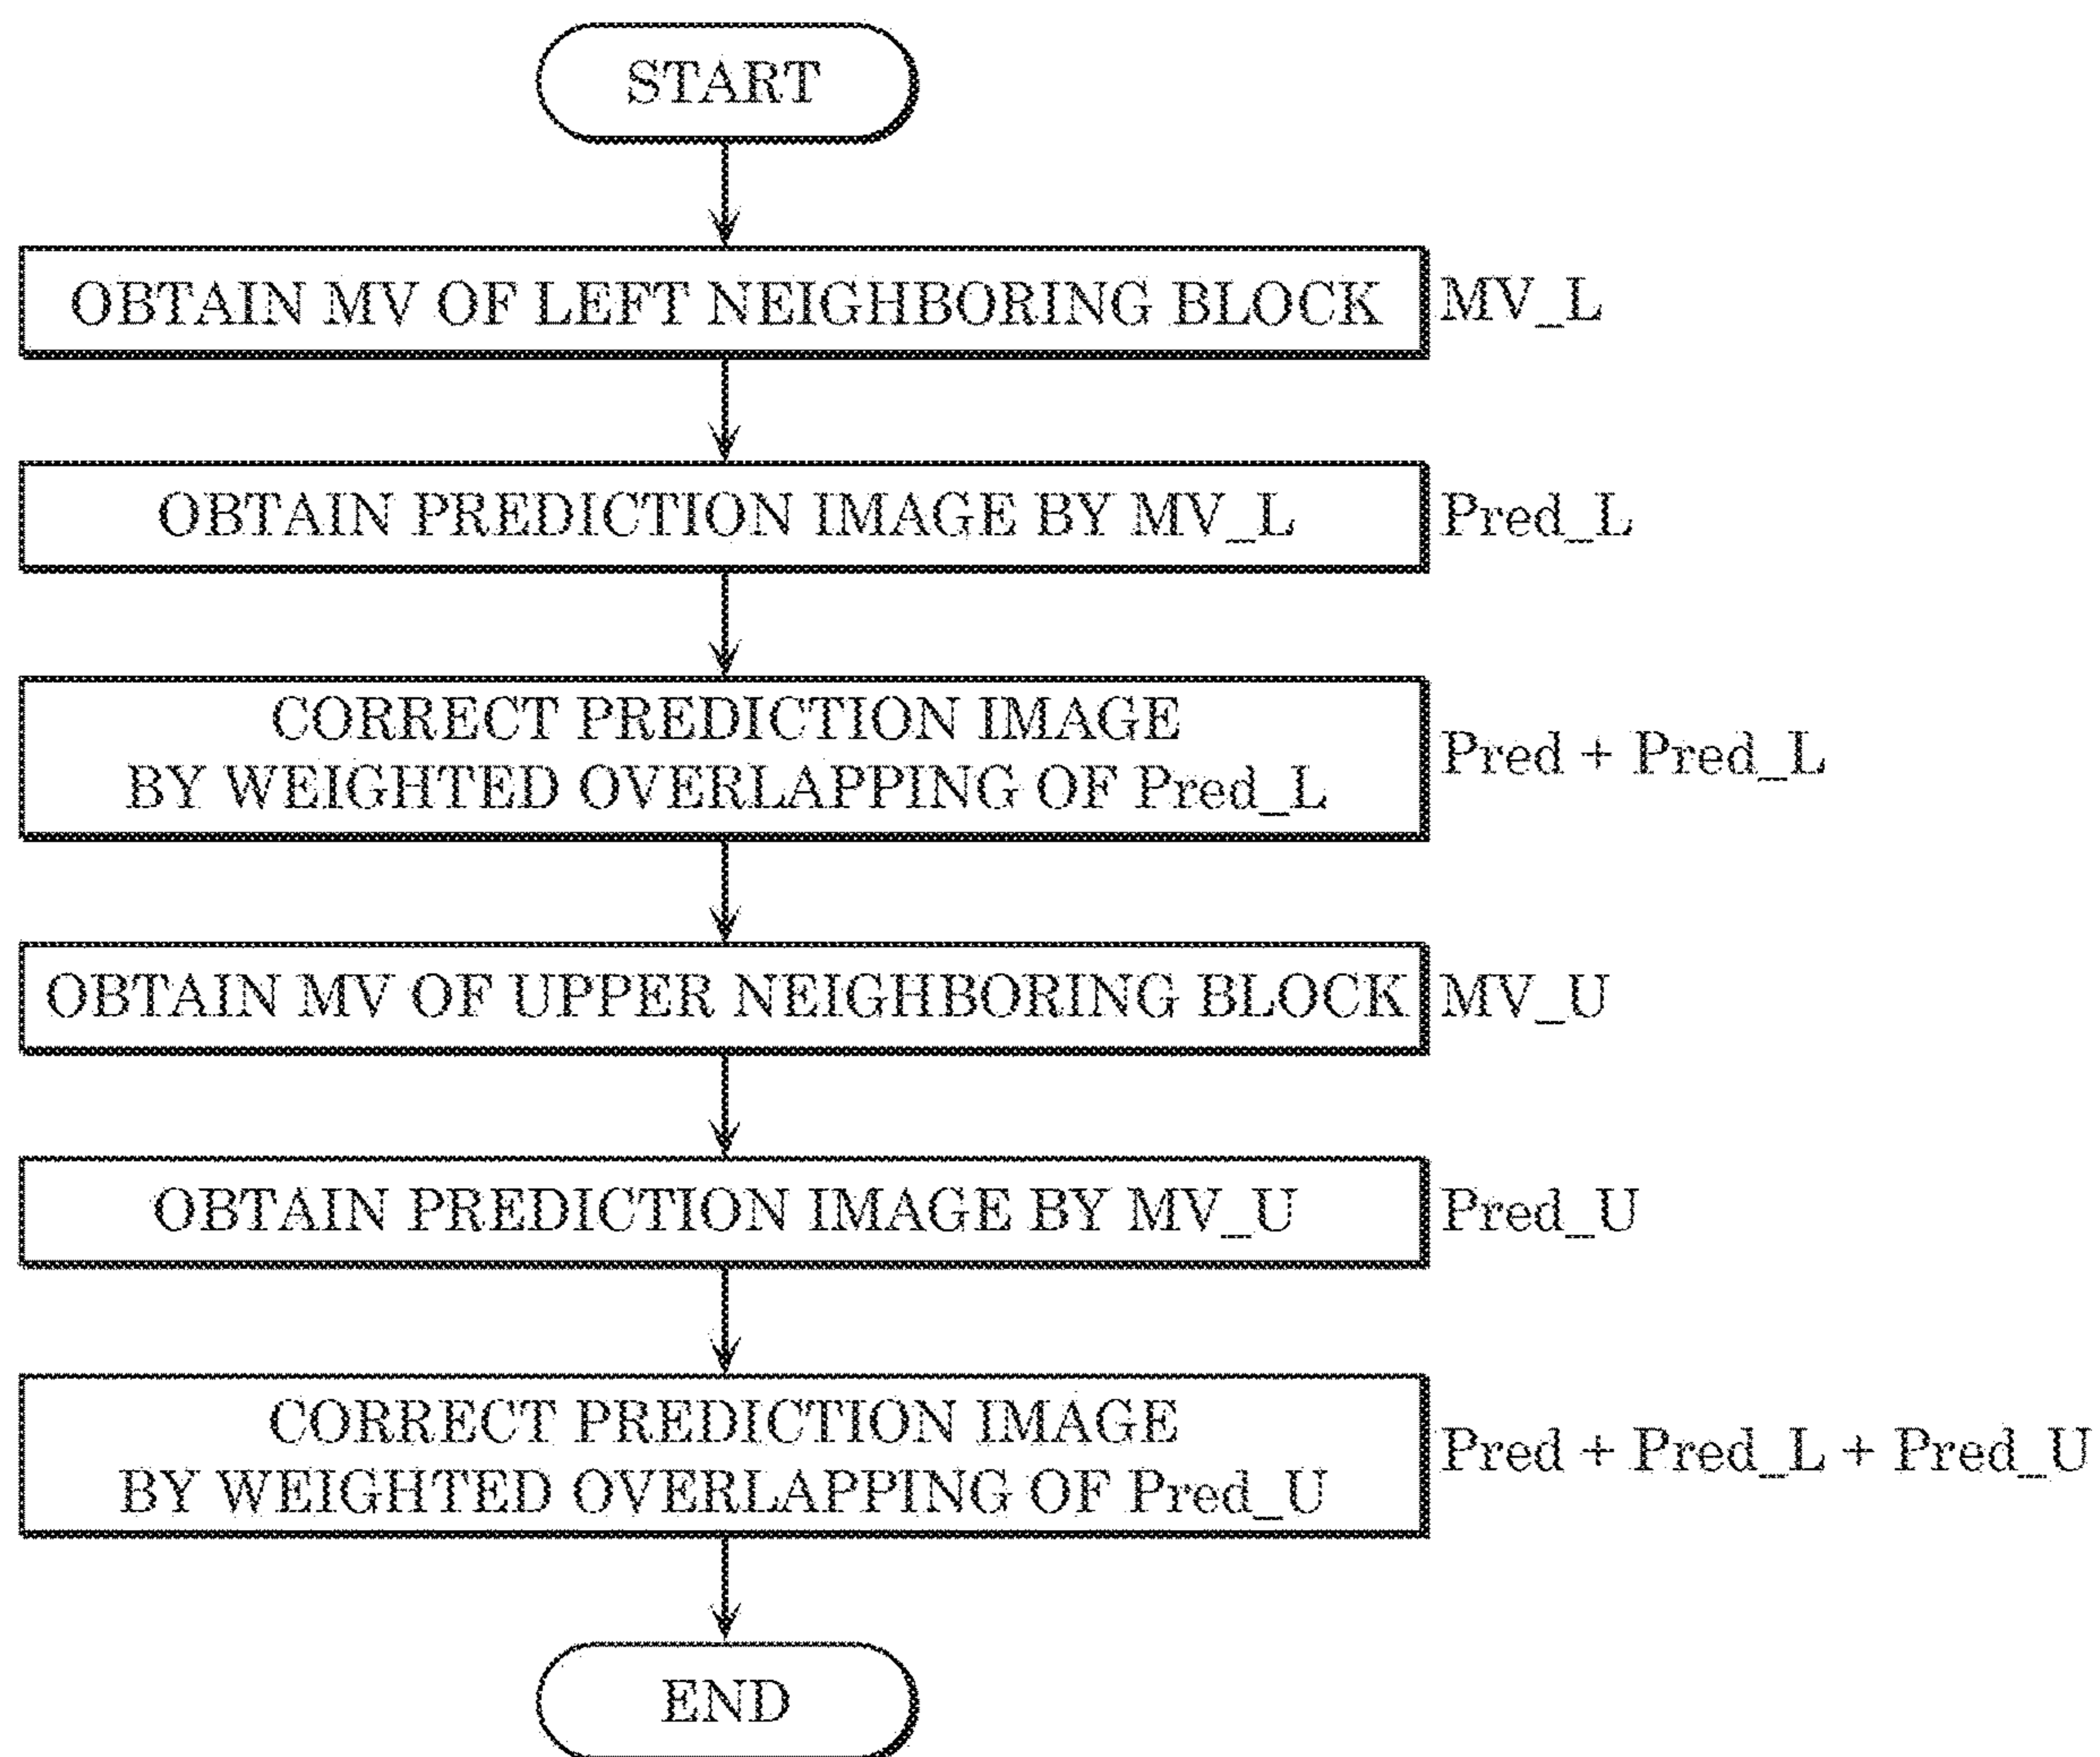 START
OBTAIN MV OF LEFT NEIGHBORING BLOCK
MV_L
OBTAIN PREDICTION IMAGE BY MV_L
Pred_L
CORRECT PREDICTION IMAGE
BY WEIGHTED OVERLAPPING OF Pred_L
Pred + Pred_L
OBTAIN MV OF UPPER NEIGHBORING BLOCK
MV_U
OBTAIN PREDICTION IMAGE BY MV_U
Pred_U
CORRECT PREDICTION IMAGE
BY WEIGHTED OVERLAPPING OF Pred_U
Pred + Pred_L + Pred_U
END